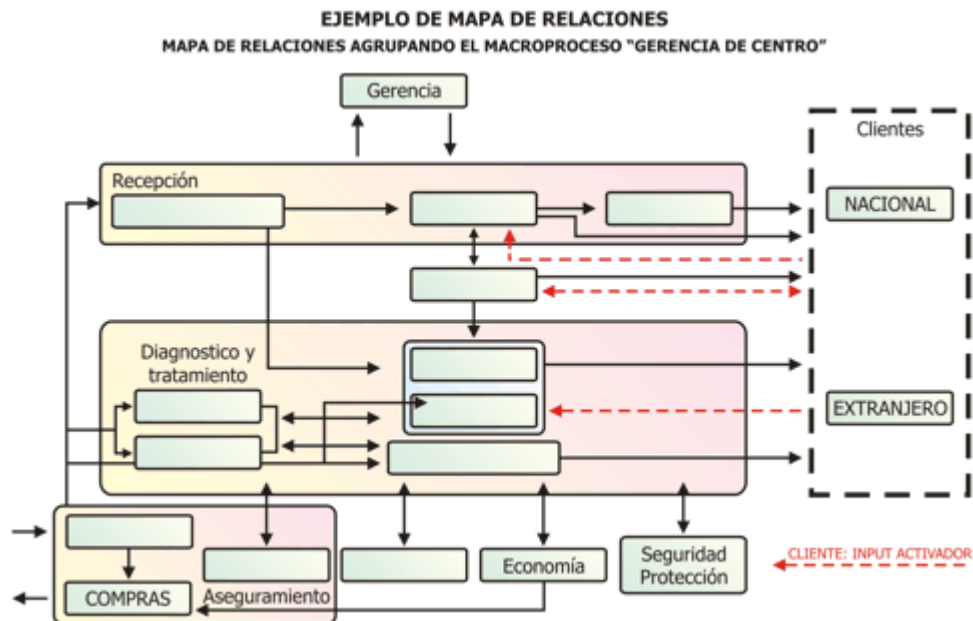 EJEMPLO DE MAPA DE RELACIONES
MAPA DE RELACIONES AGRUPANDO EL MACROPROCESO “GERENCIA DE CENTRO”
Gerencia
Clientes
Recepción
NACIONAL
Diagnostico y
tratamiento
EXTRANJERO
COMPRAS
Aseguramiento
Economía
Seguridad
Protección
CLIENTE: INPUT ACTIVADOR